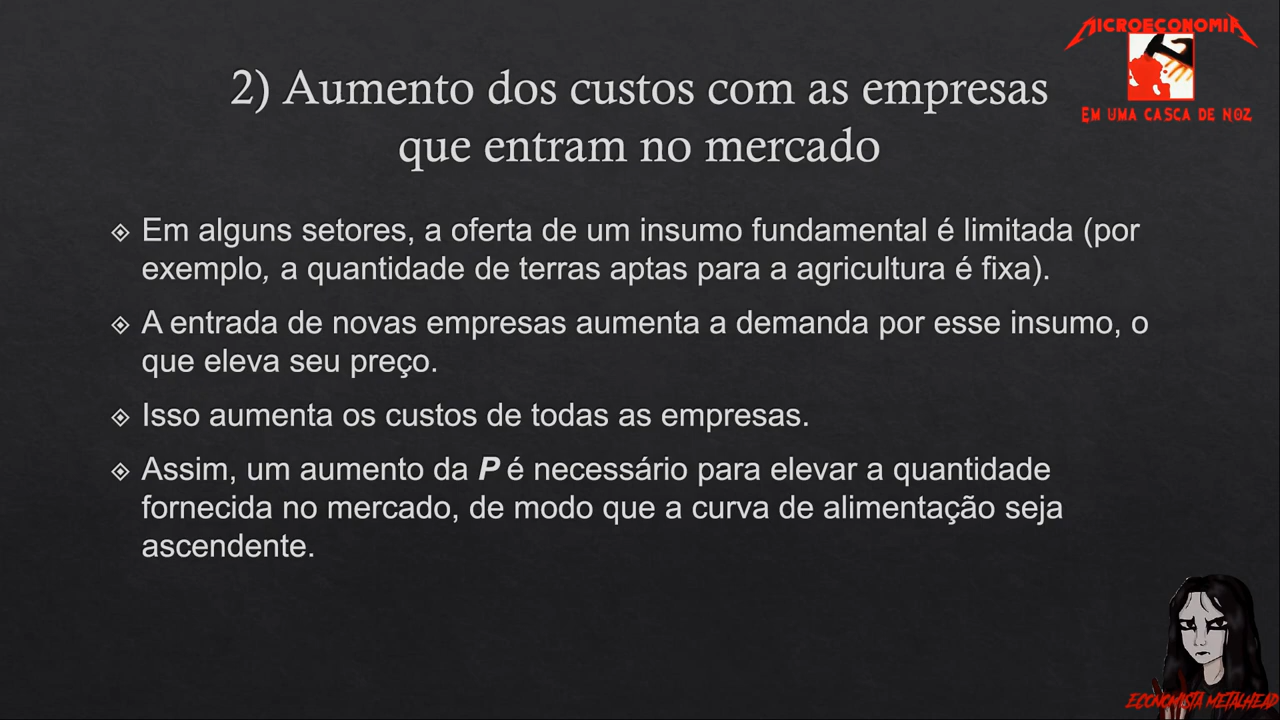 MICROECONOMIA
EM UMA CASCA DE NOZ
2) Aumento dos custos com as empresas
que entram no mercado
Em alguns setores, a oferta de um insumo fundamental é limitada (por
exemplo, a quantidade de terras aptas para a agricultura é fixa).
A entrada de novas empresas aumenta a demanda por esse insumo, o
que eleva seu preço.
Isso aumenta os custos de todas as empresas.
Assim, um aumento da P é necessário para elevar a quantidade
fornecida no mercado, de modo que a curva de alimentação seja
ascendente.
ECONOMISTA METALHEAD